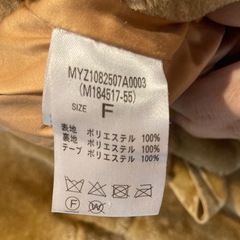 MYZ1082507A0003
(M184517-55)
SIZE F
表地 ポリエステル 100%
裏地 ポリエステル 100%
テープ ポリエステル 100%
F W